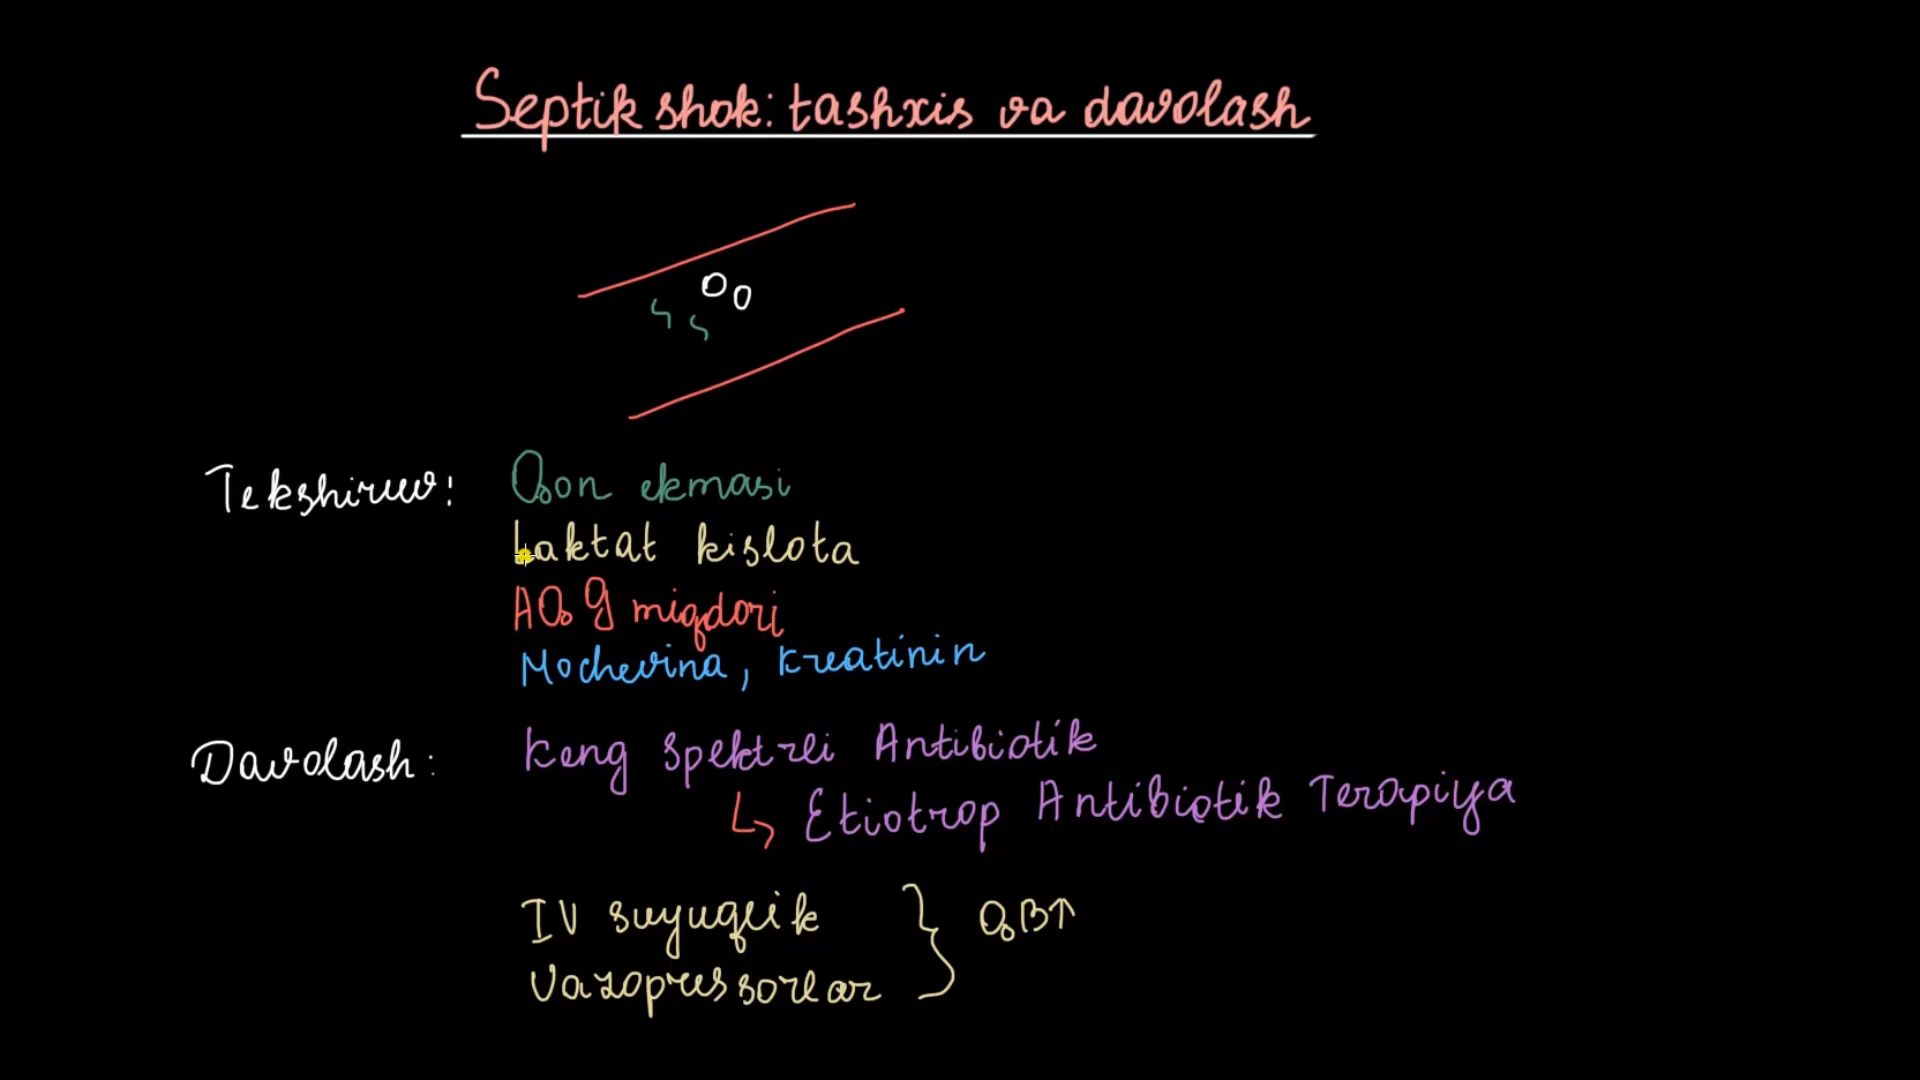 Septik shok: tashxis va davolash
Tekshiruv:
Qon ekmasi
Laktat kislota
AQ miqdori
Mochevina, kreatinin
Davolash:
Keng spektrli Antibiotik
Etiotrop Antibiotik Terapiya
IV suyuqlik
Vazopressorlar
QB↑